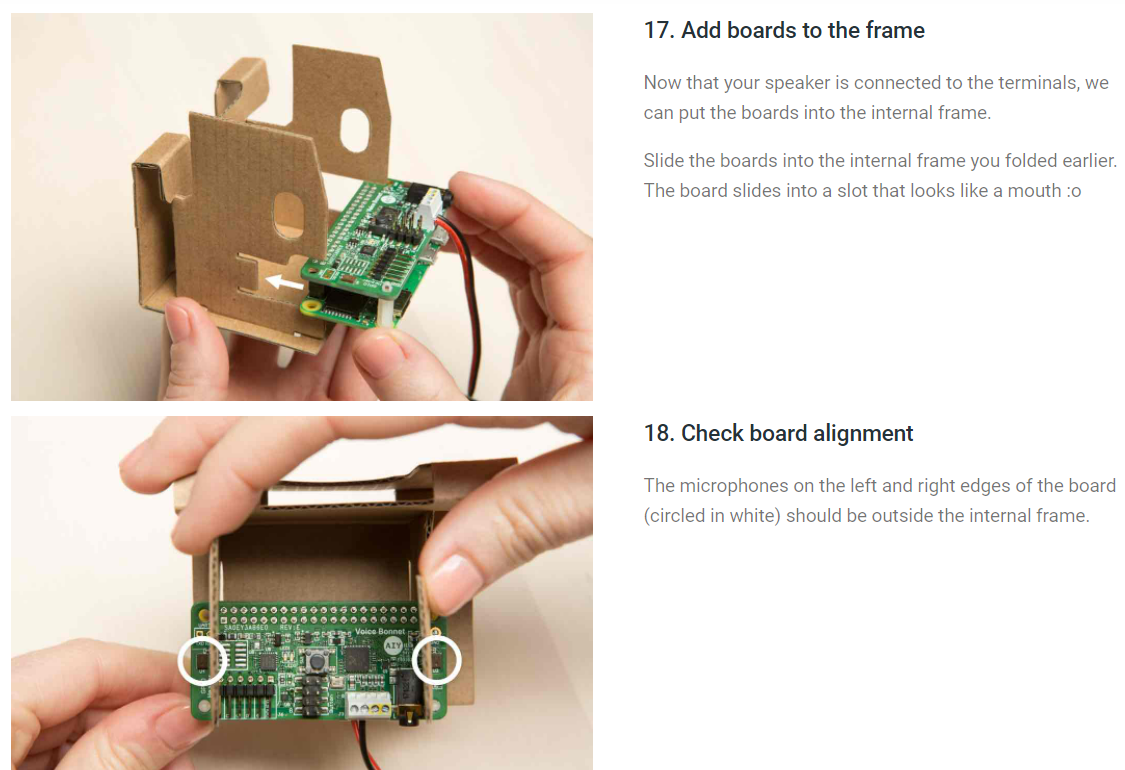 17. Add boards to the frame
Now that your speaker is connected to the terminals, we
can put the boards into the internal frame.
Slide the boards into the internal frame you folded earlier.
The board slides into a slot that looks like a mouth :o
18. Check board alignment
The microphones on the left and right edges of the board
(circled in white) should be outside the internal frame.
Voice Bonnet
AIY